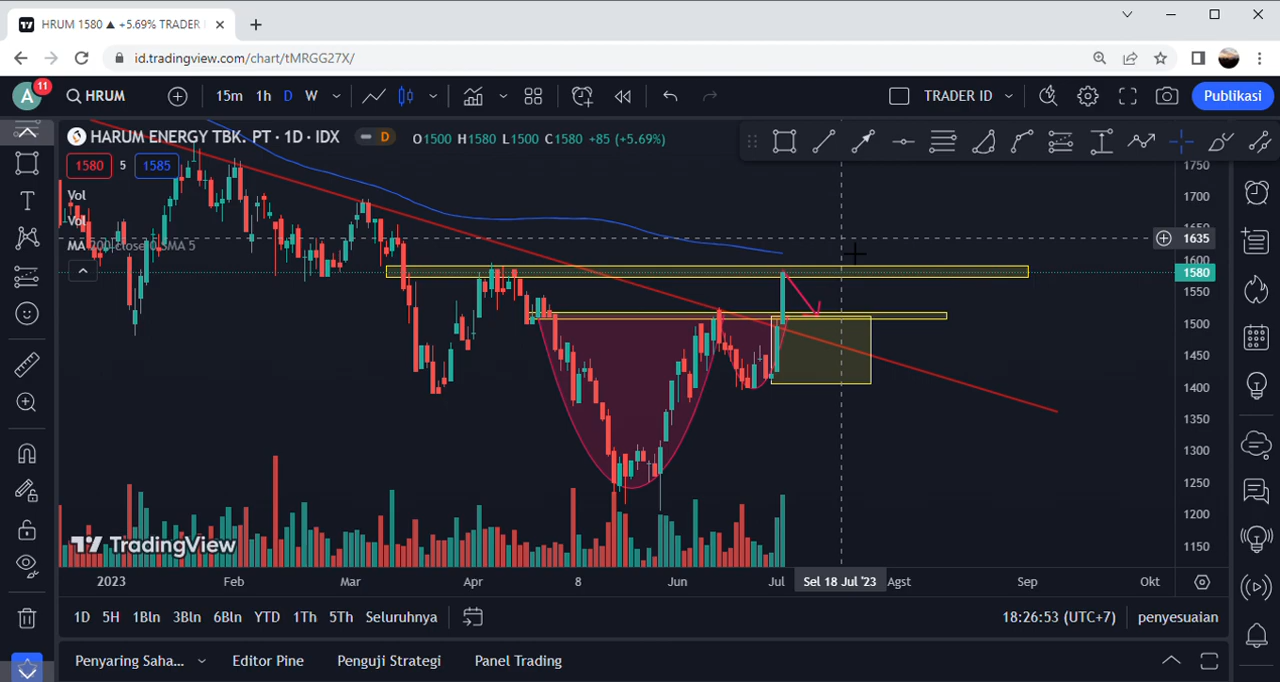 HRUM 1580 ▲ +5.69% TRADER
id.tradingview.com/chart/tMRGG27X/
A
11
HRUM
15m 1h D W
TRADER ID
Publikasi
HARUM ENERGY TBK. PT · 1D · IDX
D
O1500 H1580 L1500 C1580 +85 (+5.69%)
1580 5 1585
Vol
Vol
MA 200 close 0 SMA 5
1750
1700
1650
1635
1600
1580
1550
1500
1450
1400
1350
1300
1250
1200
1150
TradingView
2023 Feb Mar Apr 8 Jun Jul Sel 18 Jul '23 Agst Sep Okt
1D 5H 1Bln 3Bln 6Bln YTD 1Th 5Th Seluruhnya
18:26:53 (UTC+7) penyesuaian
Penyaring Saha... Editor Pine Penguji Strategi Panel Trading